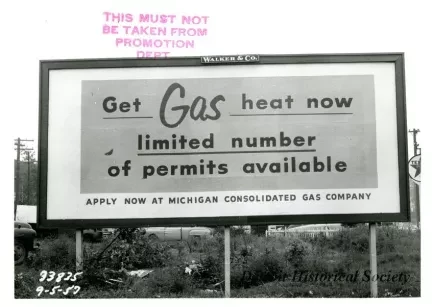 THIS MUST NOT
BE TAKEN FROM
PROMOTION
DEPT.
WALKER & CO.
Get Gas heat now
limited number
of permits available
APPLY NOW AT MICHIGAN CONSOLIDATED GAS COMPANY
93825
9-5-57
Historical Society